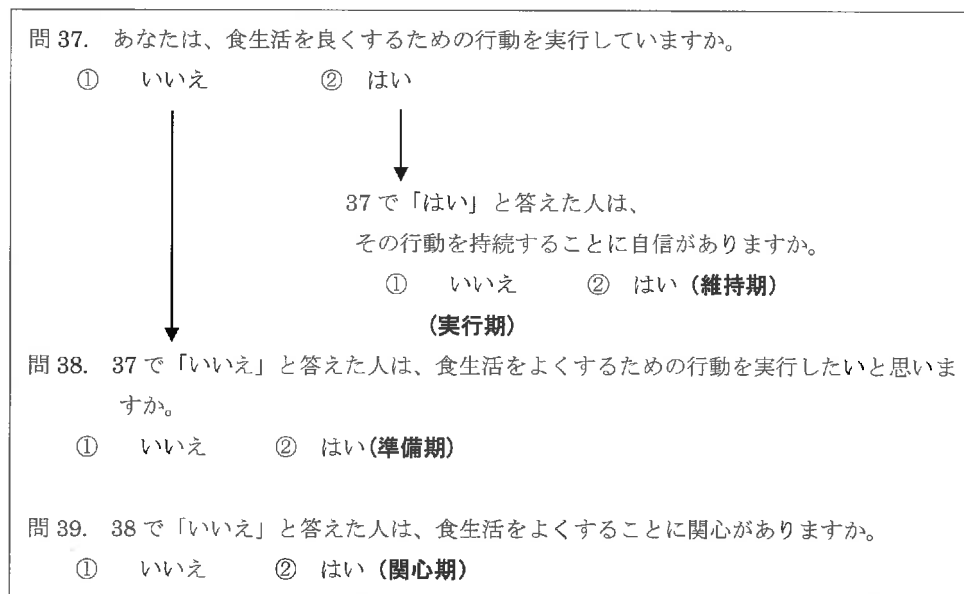 問 37. あなたは、食生活を良くするための行動を実行していますか。
① いいえ ② はい
37 で「はい」と答えた人は、
その行動を持続することに自信がありますか。
① いいえ ② はい (維持期)
(実行期)
問 38. 37 で「いいえ」と答えた人は、食生活をよくするための行動を実行したいと思いま
すか。
① いいえ ② はい(準備期)
問 39. 38 で「いいえ」と答えた人は、食生活をよくすることに関心がありますか。
① いいえ ② はい (関心期)